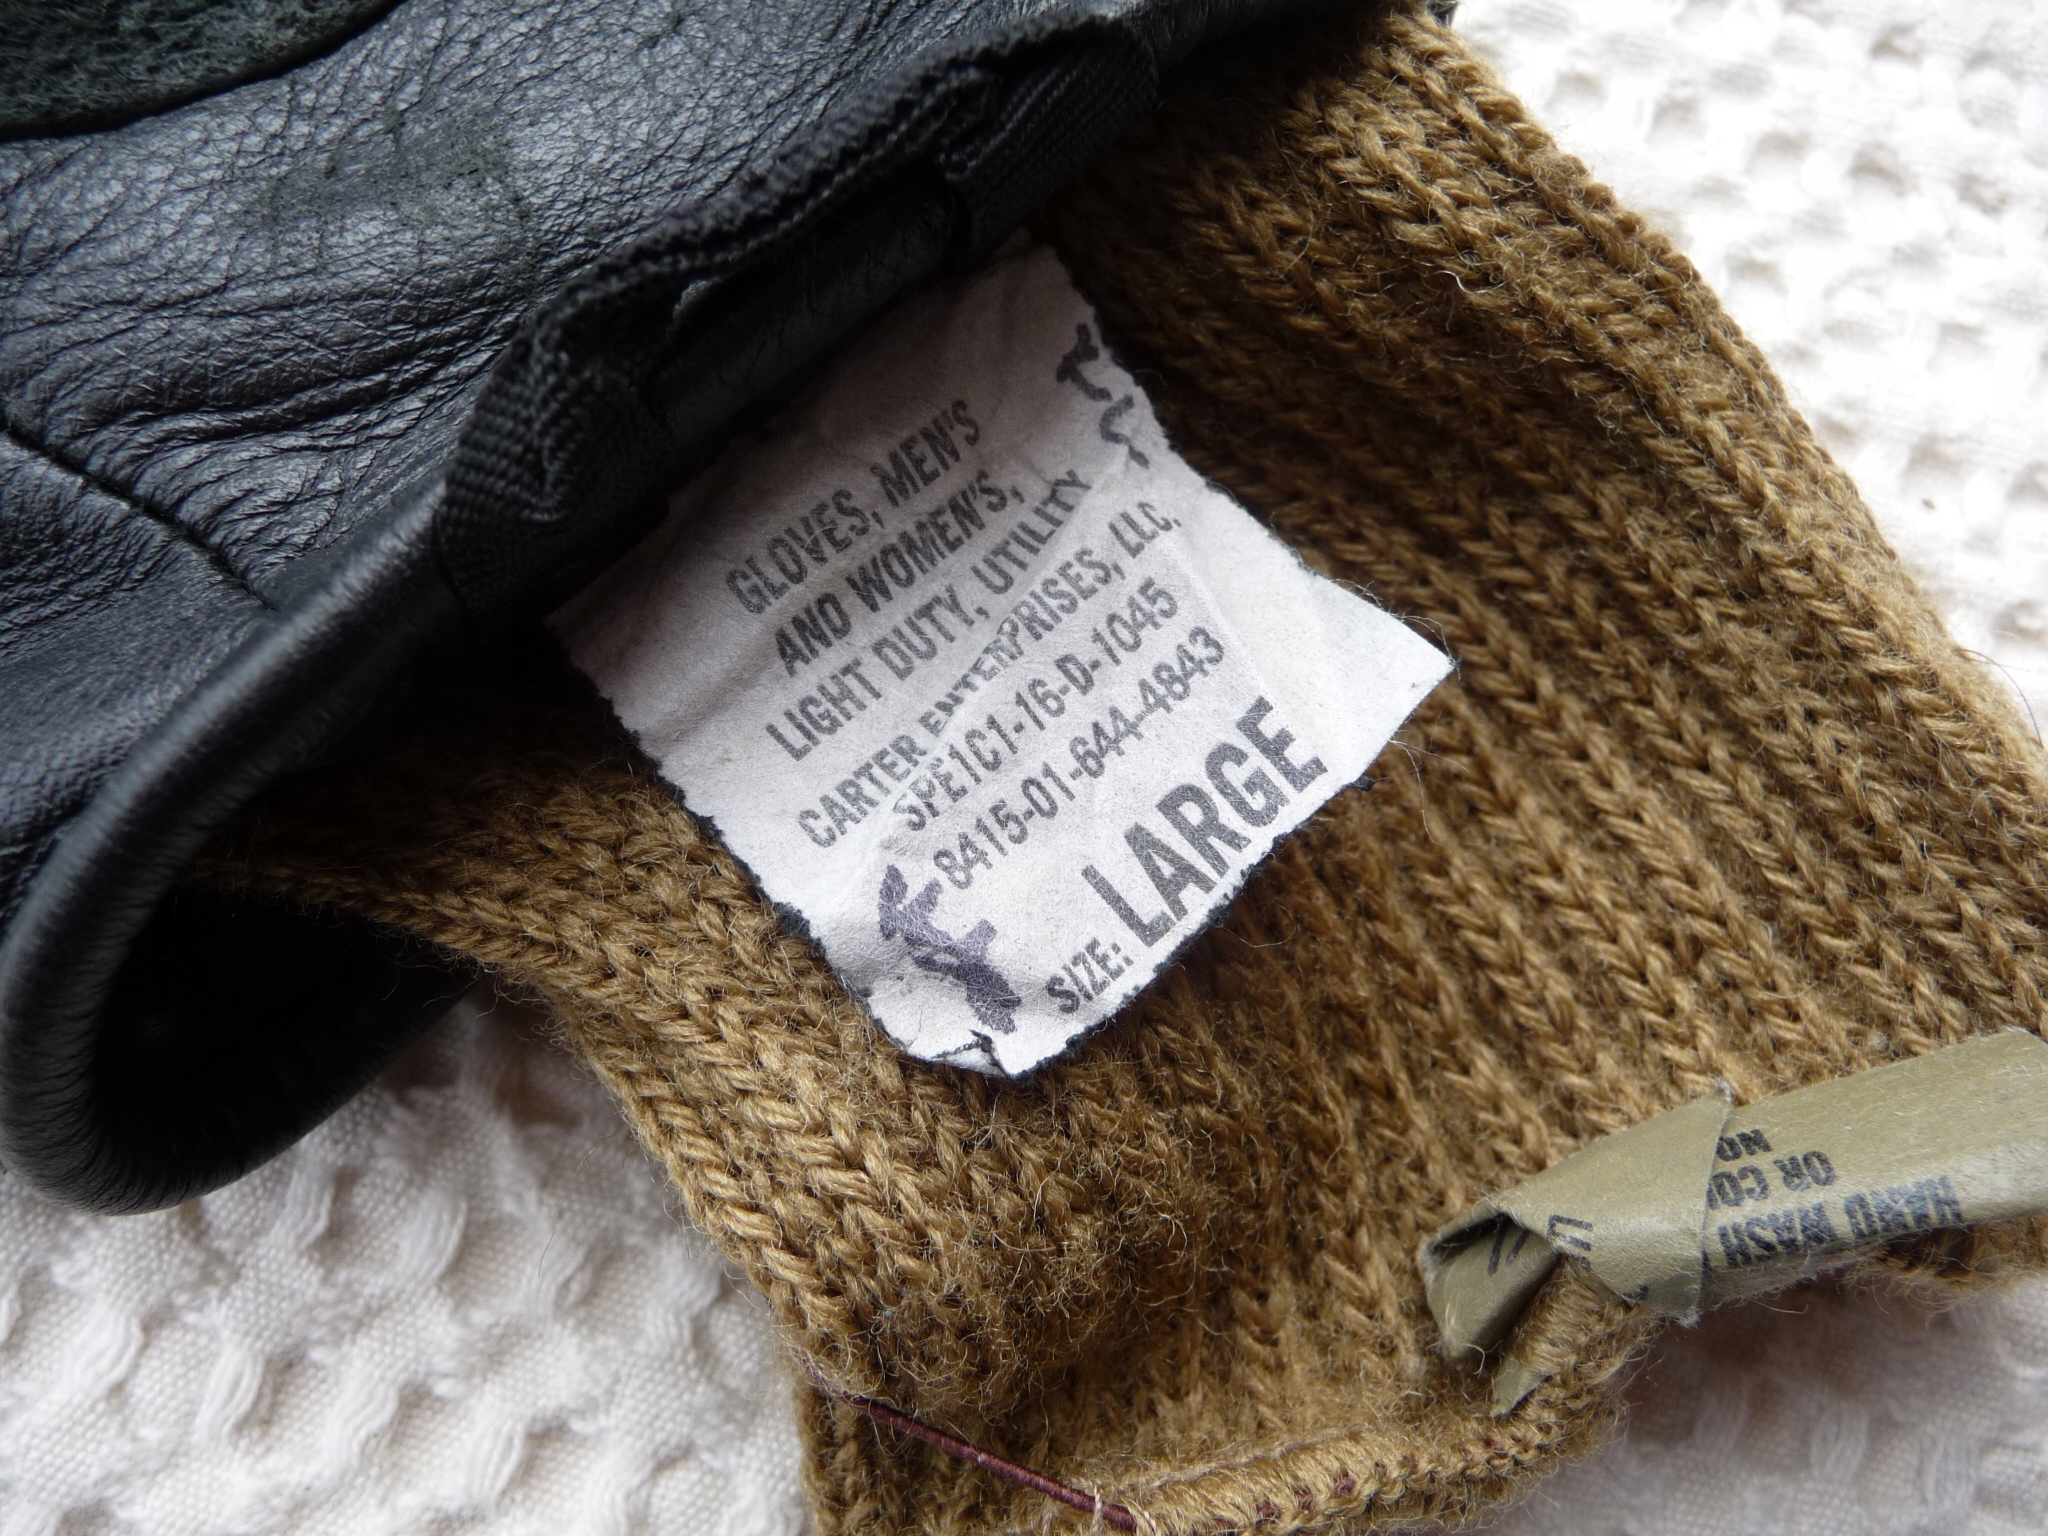 GLOVES, MEN'S
AND WOMEN'S,
LIGHT DUTY, UTILITY
CARTER ENTERPRISES, LLC.
SPE1C1-16-D-1045
8415-01-644-4843
SIZE: LARGE
HAND WASH
OR CO
NO